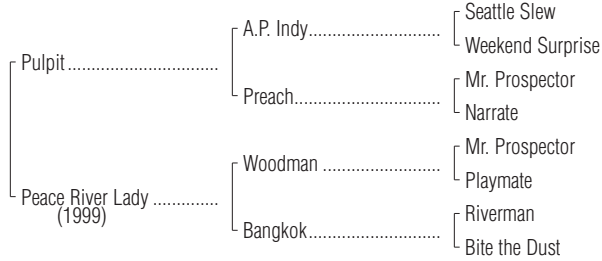 Seattle Slew
A.P. Indy
Weekend Surprise
Pulpit
Mr. Prospector
Preach
Narrate
Mr. Prospector
Woodman
Playmate
Peace River Lady
(1999)
Riverman
Bangkok
Bite the Dust